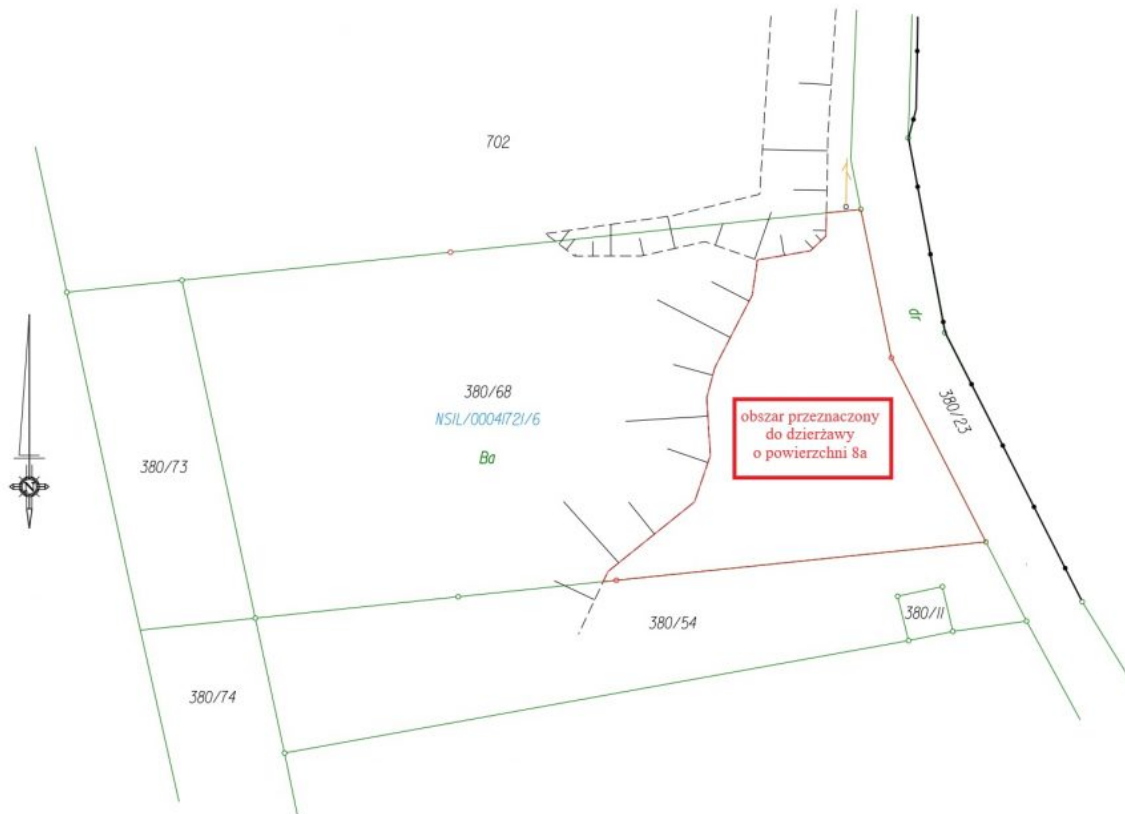 702
dr
380/68
NS1L/00041721/6
Ba
380/23
obszar przeznaczony
do dzierżawy
o powierzchni 8a
380/73
N
380/54
380/11
380/74